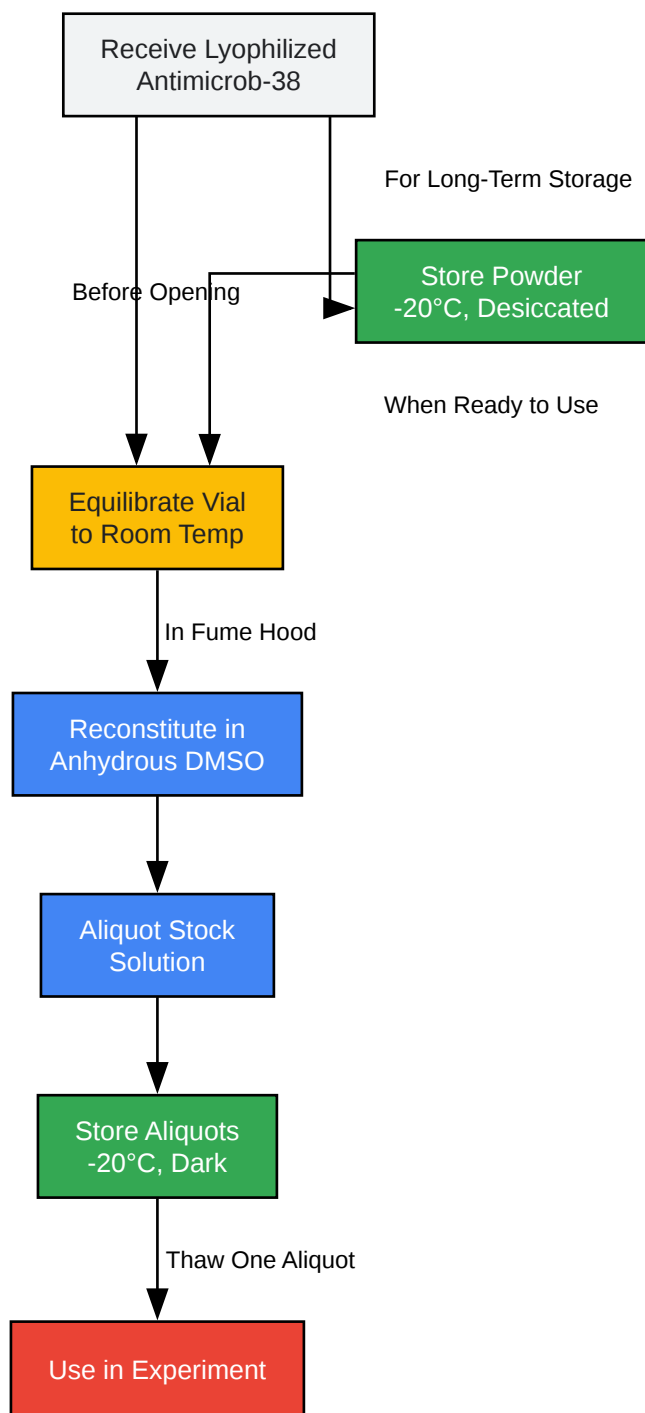 Receive Lyophilized
Antimicrob-38
For Long-Term Storage
Store Powder
-20°C, Desiccated
Before Opening
When Ready to Use
Equilibrate Vial
to Room Temp
In Fume Hood
Reconstitute in
Anhydrous DMSO
Aliquot Stock
Solution
Store Aliquots
-20°C, Dark
Thaw One Aliquot
Use in Experiment